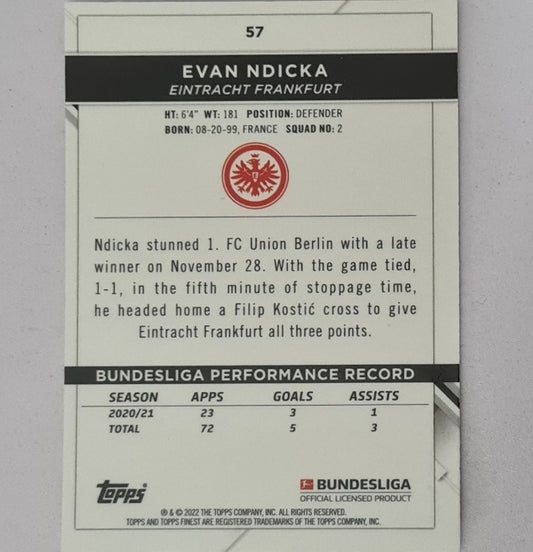 57
EVAN NDICKA
EINTRACHT FRANKFURT
HT: 6'4" WT: 181 POSITION: DEFENDER
BORN: 08-20-99, FRANCE SQUAD NO: 2
Ndicka stunned 1. FC Union Berlin with a late
winner on November 28. With the game tied,
1-1, in the fifth minute of stoppage time,
he headed home a Filip Kostić cross to give
Eintracht Frankfurt all three points.
BUNDESLIGA PERFORMANCE RECORD
SEASON APPS GOALS ASSISTS
2020/21 23 3 1
TOTAL 72 5 3
topps
BUNDESLIGA
OFFICIAL LICENSED PRODUCT
® & © 2022 THE TOPPS COMPANY, INC. ALL RIGHTS RESERVED.
TOPPS AND TOPPS FINEST ARE REGISTERED TRADEMARKS OF THE TOPPS COMPANY, INC.